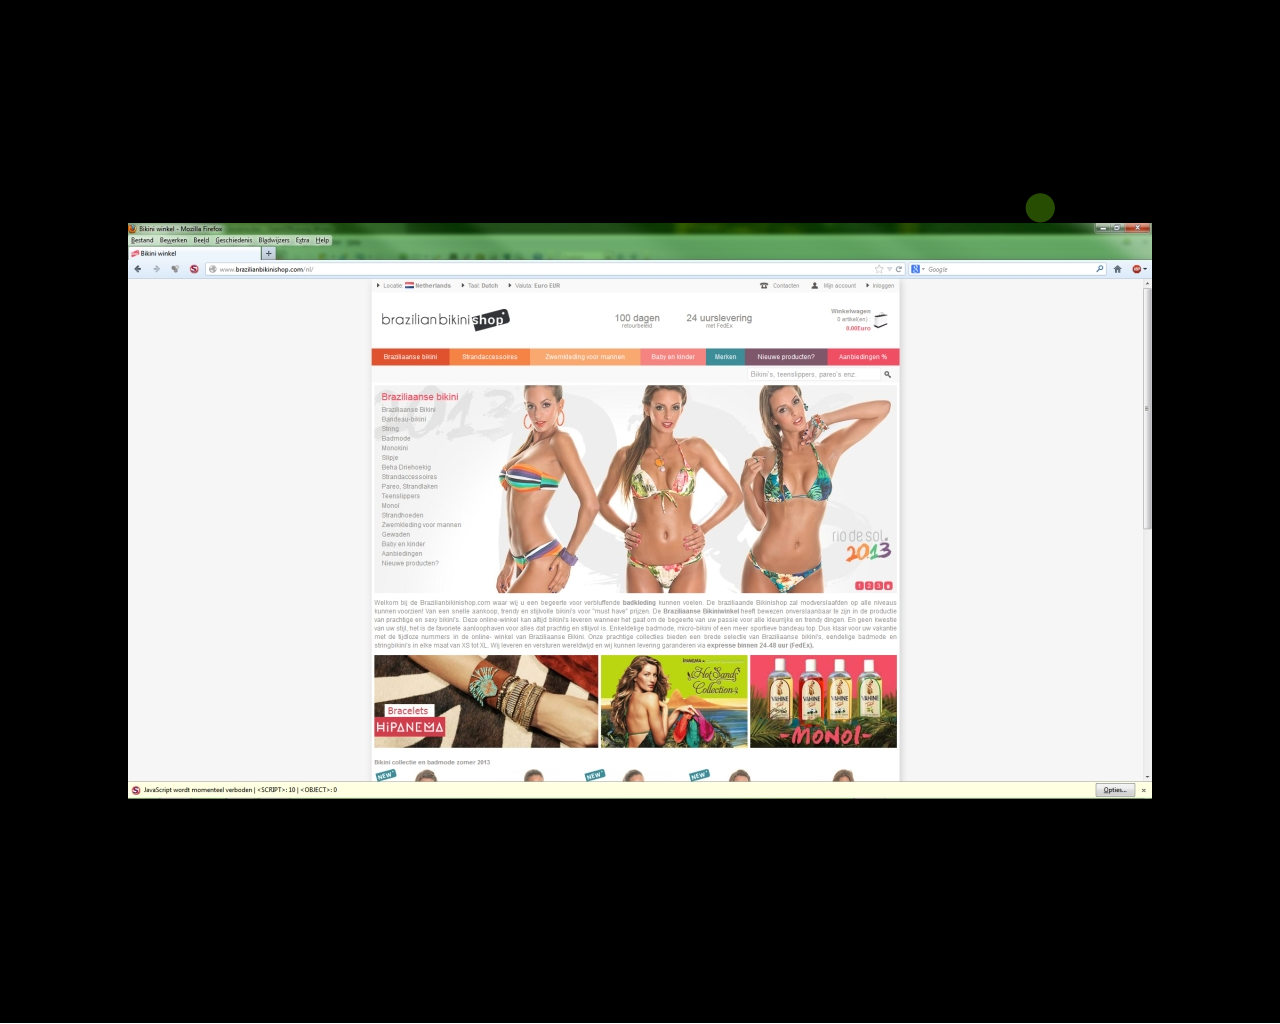 Bikini winkel - Mozilla Firefox
Bestand Bewerken Beeld Geschiedenis Bladwijzers Extra Help
Bikini winkel
www.brazilianbikinishop.com/nl/
Google
Locatie: Netherlands Taal: Dutch Valuta: Euro EUR Contacten Mijn account Inloggen
brazilianbikinishop
100 dagen
retourbeleid
24 uurslevering
met FedEx
Winkelwagen
0 artikel(en)
0.00Euro
Braziliaanse bikini Strandaccessoires Zwemkleding voor mannen Baby en kinder Merken Nieuwe producten? Aanbiedingen %
Bikini's, teenslippers, pareo's enz.
2013
Braziliaanse bikini
Braziliaanse Bikini
Bandeau-bikini
String
Badmode
Monokini
Slipje
Beha Driehoekig
Strandaccessoires
Pareo, Strandlaken
Teenslippers
Monoï
Strandhoeden
Zwemkleding voor mannen
Gewaden
Baby en kinder
Aanbiedingen
Nieuwe producten?
rio de sol
2013
1 2 3
Welkom bij de Brazilianbikinishop.com waar wij u een begeerte voor verbluffende badkleding kunnen voelen. De braziliaande Bikinishop zal modverslaafden op alle niveaus
kunnen voorzien! Van een snelle aankoop, trendy en stijlvolle bikini's voor "must have" prijzen. De Braziliaanse Bikiniwinkel heeft bewezen onverslaanbaar te zijn in de productie
van prachtige en sexy bikini's. Deze online-winkel kan altijd bikini's leveren wanneer het gaat om de begeerte van uw passie voor alle kleurrijke en trendy dingen. En geen kwestie
van uw stijl, het is de favoriete aanloophaven voor alles dat prachtig en stijlvol is. Enkeldelige badmode, micro-bikini of een meer sportieve bandeau top. Dus klaar voor uw vakantie
met de tijdloze nummers in de online- winkel van Braziliaanse Bikini. Onze prachtige collecties bieden een brede selectie van Braziliaanse bikini's, eendelige badmode en
stringbikini's in elke maat van XS tot XL. Wij leveren en versturen wereldwijd en wij kunnen levering garanderen via expresse binnen 24-48 uur (FedEx).
Bracelets
HIPANEMA
IPANEMA
Hot Sands
Collection
VAHINE VAHINE VAHINE VAHINE
MONOI
Bikini collectie en badmode zomer 2013
NEW NEW NEW
JavaScript wordt momenteel verboden | <SCRIPT>: 10 | <OBJECT>: 0
Opties...